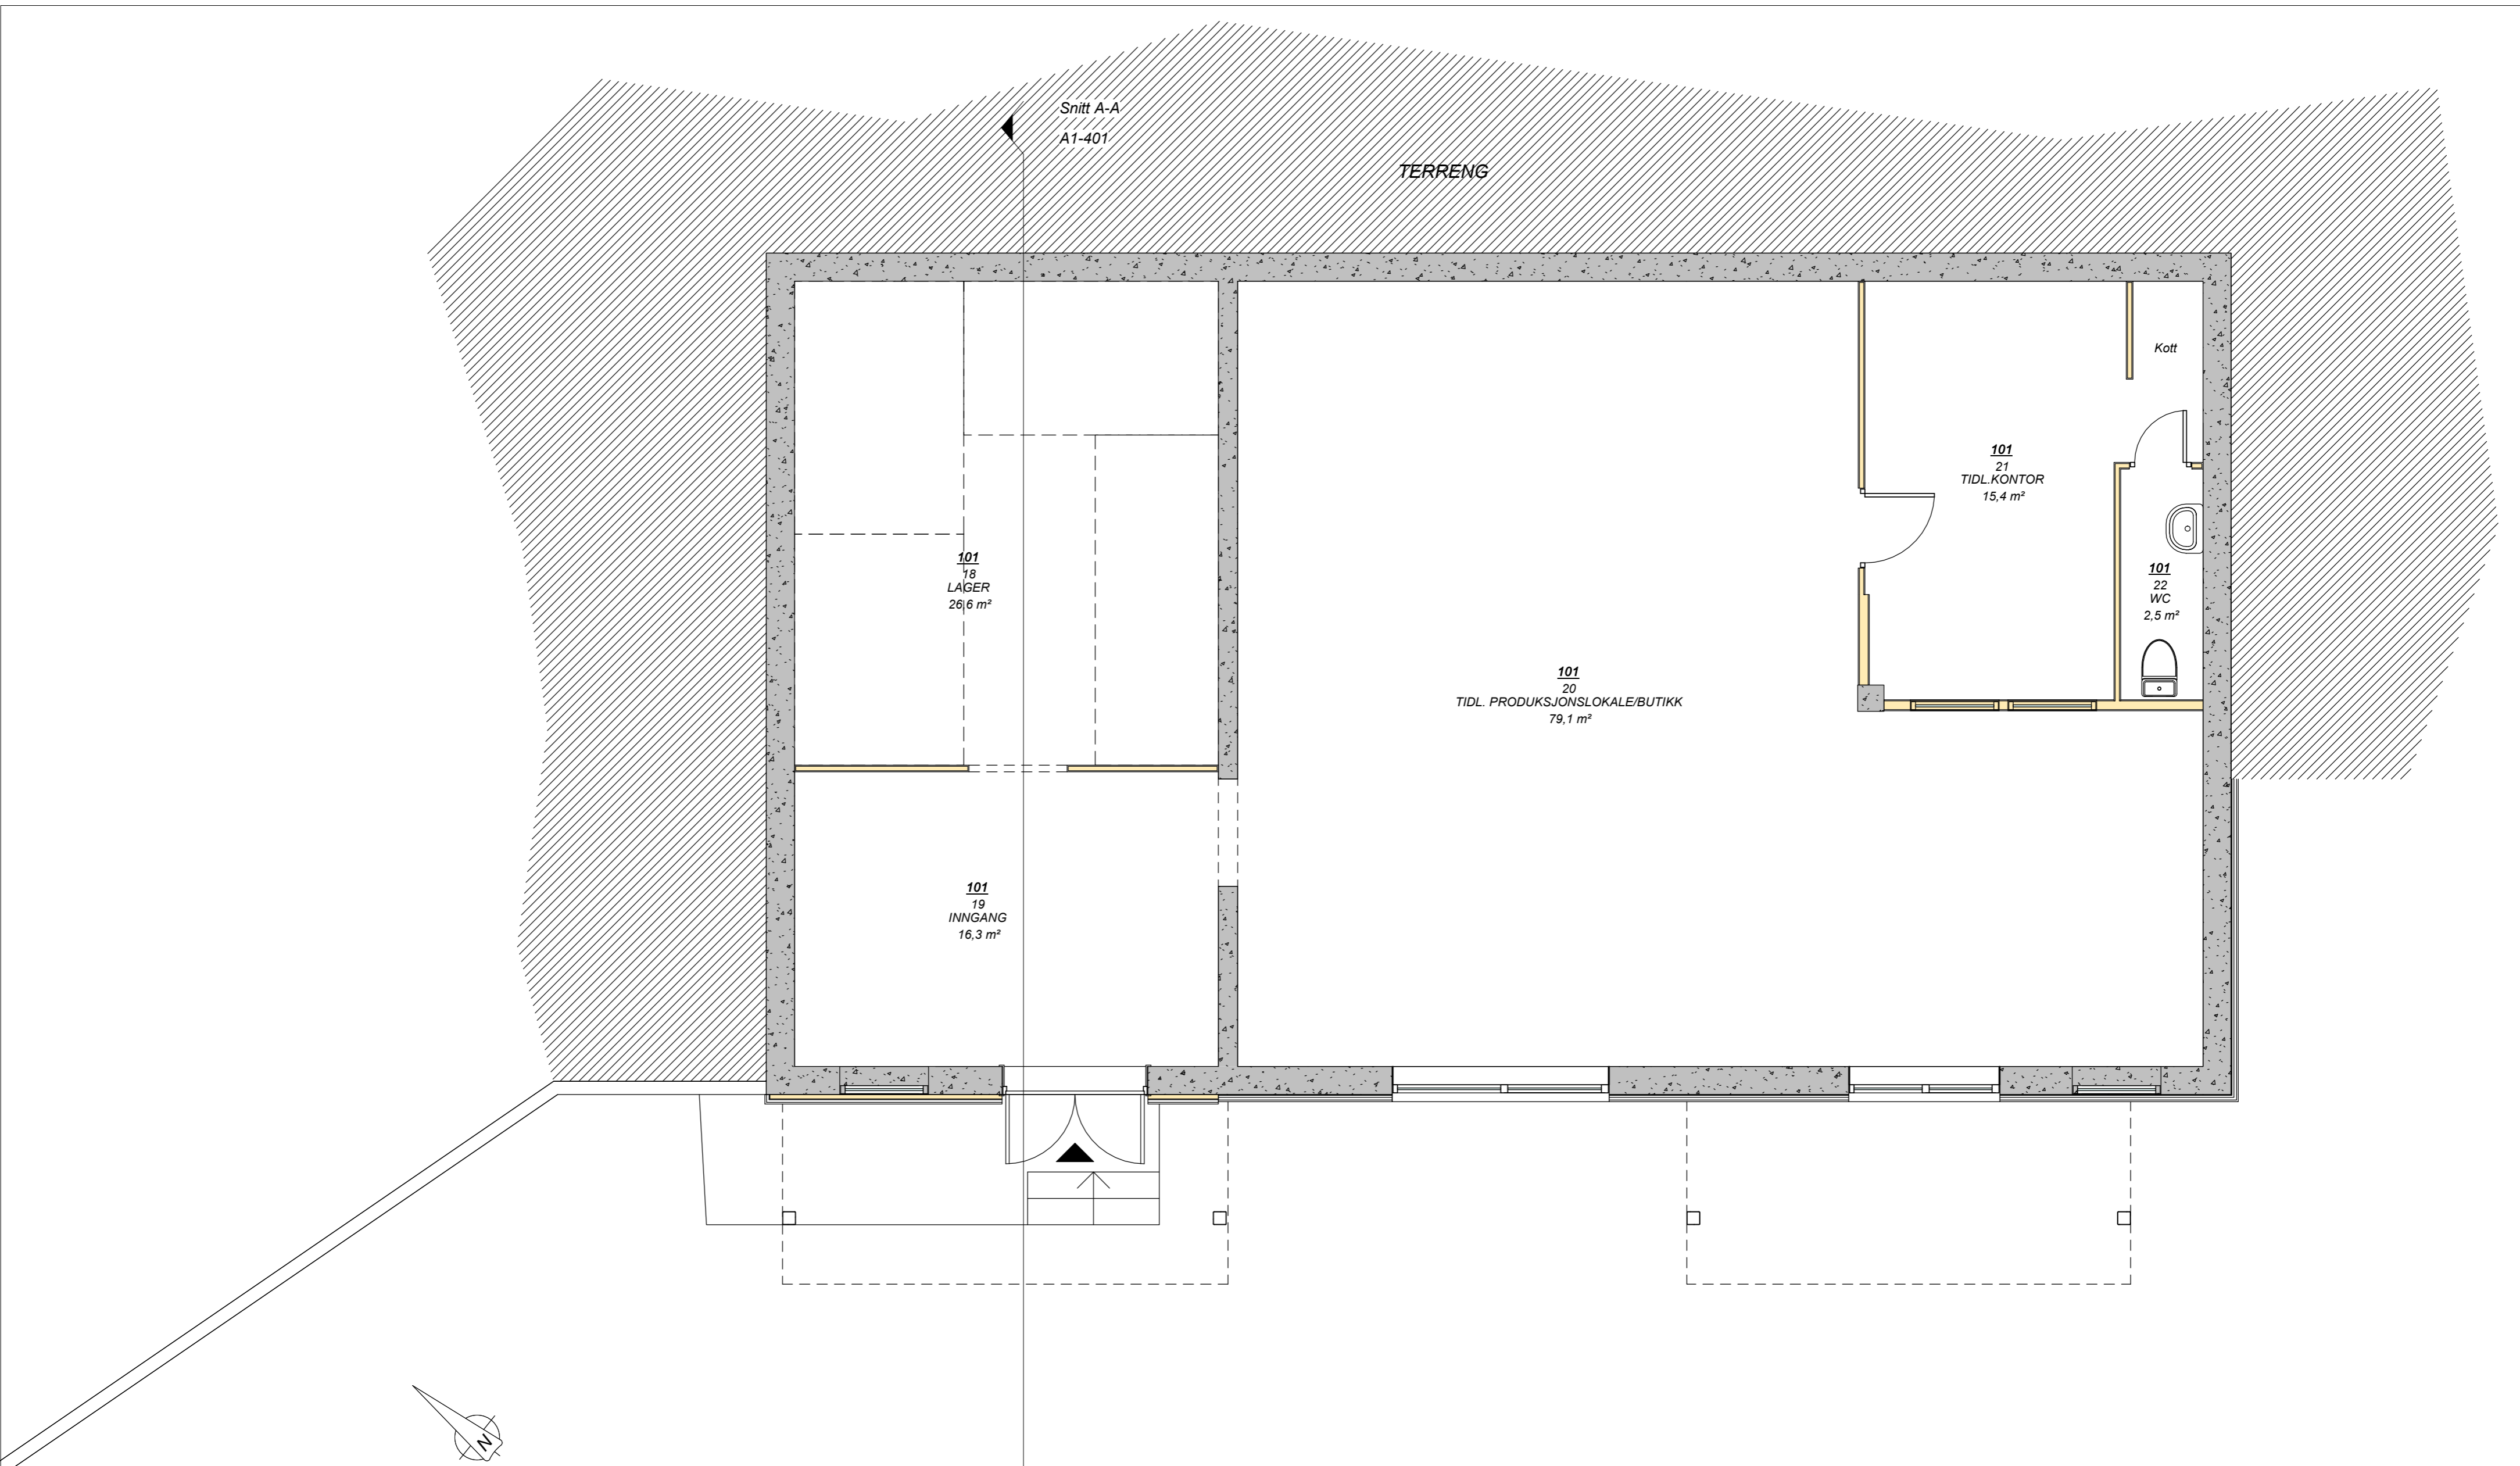 Snitt A-A
A1-401
TERRENG
Kott
101
21
TIDL.KONTOR
15,4 m²
101
18
LAGER
26,6 m²
101
22
WC
2,5 m²
101
20
TIDL. PRODUKSJONSLOKALE/BUTIKK
79,1 m²
101
19
INNGANG
16,3 m²
N